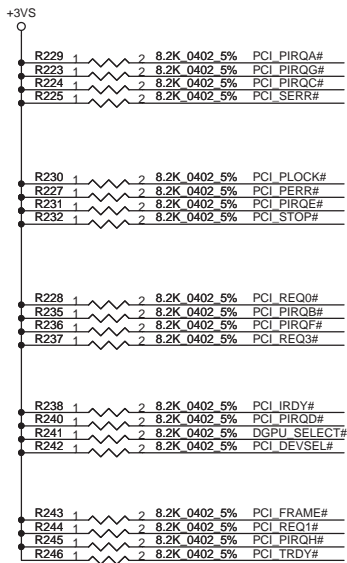 +3VS
R229 1 2 8.2K_0402_5% PCI_PIRQA#
R223 1 2 8.2K_0402_5% PCI_PIRQG#
R224 1 2 8.2K_0402_5% PCI_PIRQC#
R225 1 2 8.2K_0402_5% PCI_SERR#
R230 1 2 8.2K_0402_5% PCI_PLOCK#
R227 1 2 8.2K_0402_5% PCI_PERR#
R231 1 2 8.2K_0402_5% PCI_PIRQE#
R232 1 2 8.2K_0402_5% PCI_STOP#
R228 1 2 8.2K_0402_5% PCI_REQ0#
R235 1 2 8.2K_0402_5% PCI_PIRQB#
R236 1 2 8.2K_0402_5% PCI_PIRQF#
R237 1 2 8.2K_0402_5% PCI_REQ3#
R238 1 2 8.2K_0402_5% PCI_IRDY#
R240 1 2 8.2K_0402_5% PCI_PIRQD#
R241 1 2 8.2K_0402_5% DGPU_SELECT#
R242 1 2 8.2K_0402_5% PCI_DEVSEL#
R243 1 2 8.2K_0402_5% PCI_FRAME#
R244 1 2 8.2K_0402_5% PCI_REQ1#
R245 1 2 8.2K_0402_5% PCI_PIRQH#
R246 1 2 8.2K_0402_5% PCI_TRDY#